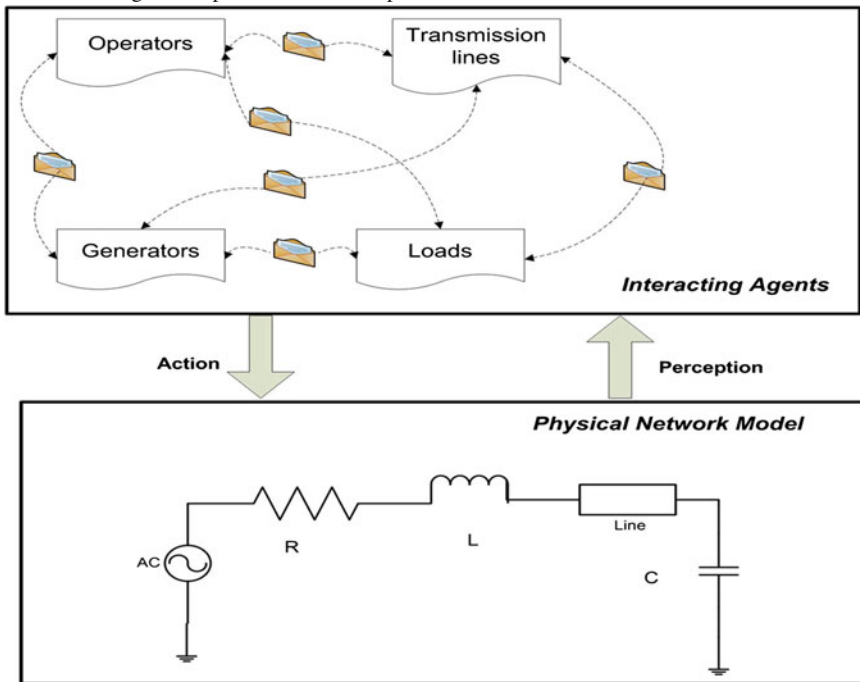 Operators
Transmission
lines
Generators
Loads
Interacting Agents
Action
Perception
Physical Network Model
AC
R
L
Line
C